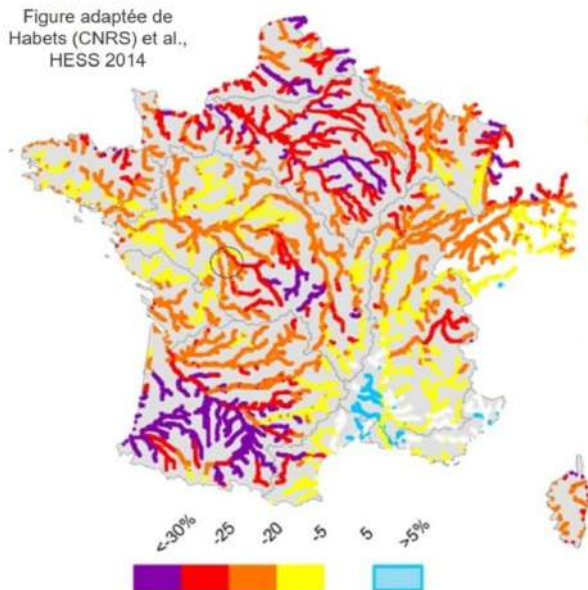 Figure adaptée de
Habets (CNRS) et al.,
HESS 2014
<-30% -25 -20 -5 5 >5%